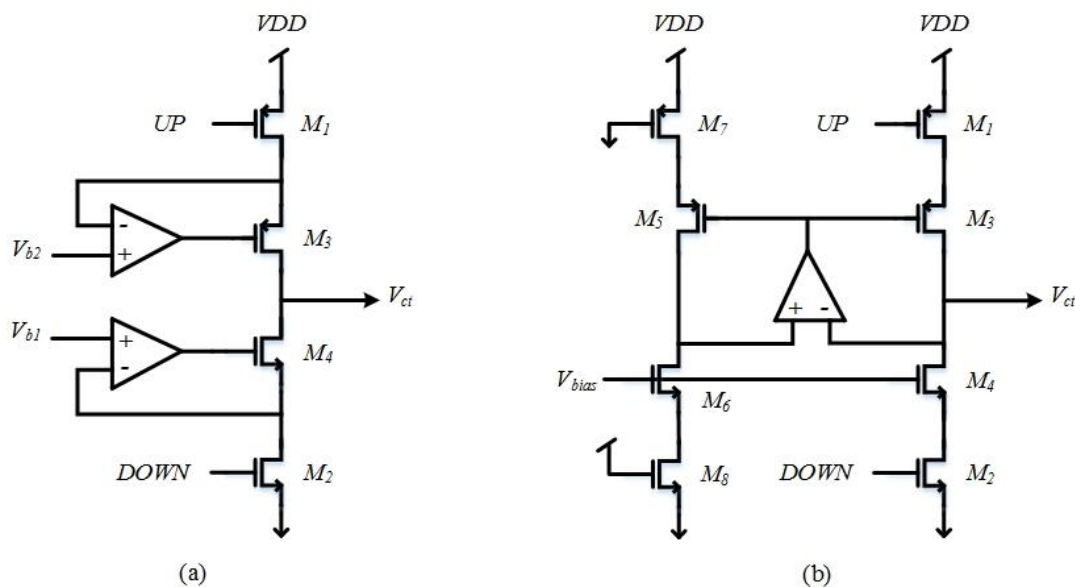 VDD
UP
M1
-
Vb2
+
M3
Vct
Vb1
+
-
M4
DOWN
M2
(a)
VDD
VDD
M7
UP
M1
M5
M3
+ -
Vct
Vbias
M6
M4
M8
DOWN
M2
(b)